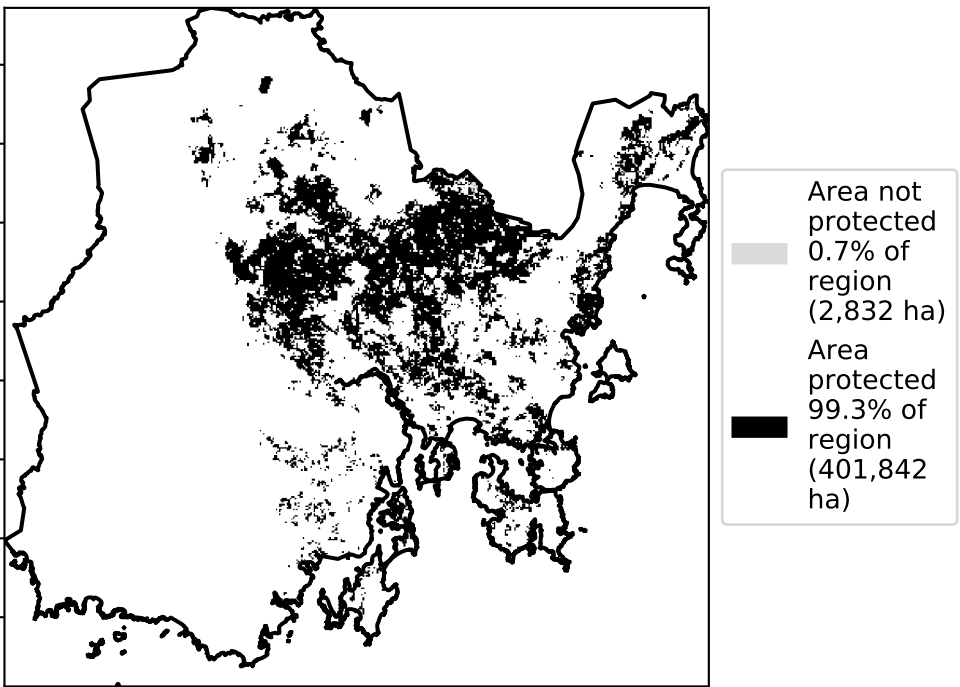 Area not
protected
0.7% of
region
(2,832 ha)
Area
protected
99.3% of
region
(401,842
ha)